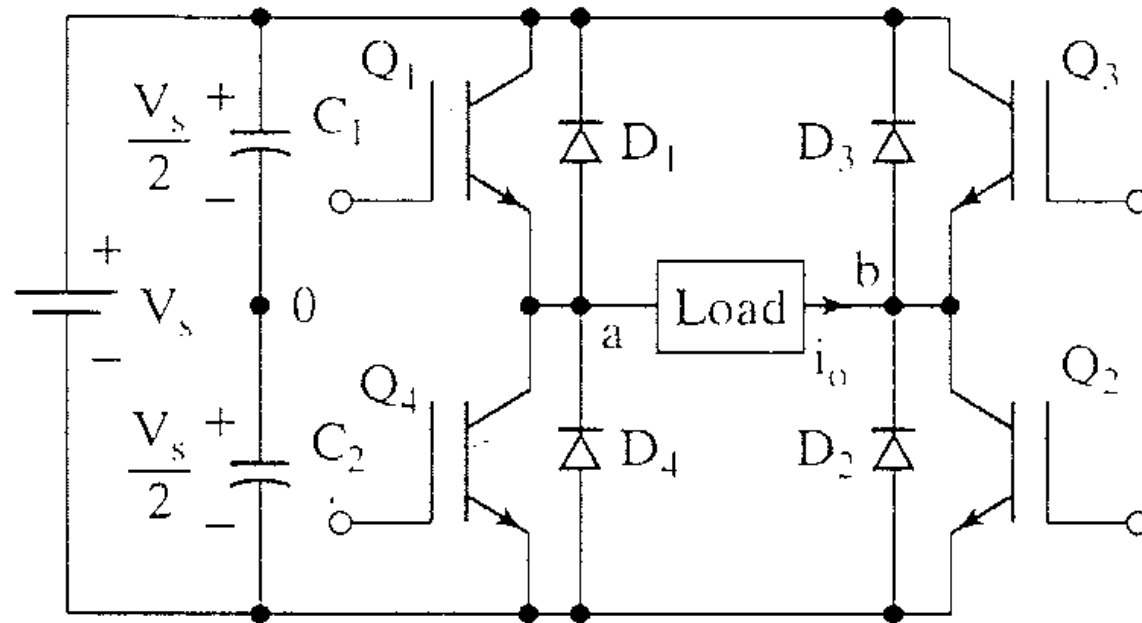 Q₁
Q₃
+
Vₛ/2
−
C₁
D₁
D₃
+
Vₛ
−
0
a
Load
b
iₒ
Q₄
Q₂
+
Vₛ/2
−
C₂
D₄
D₂